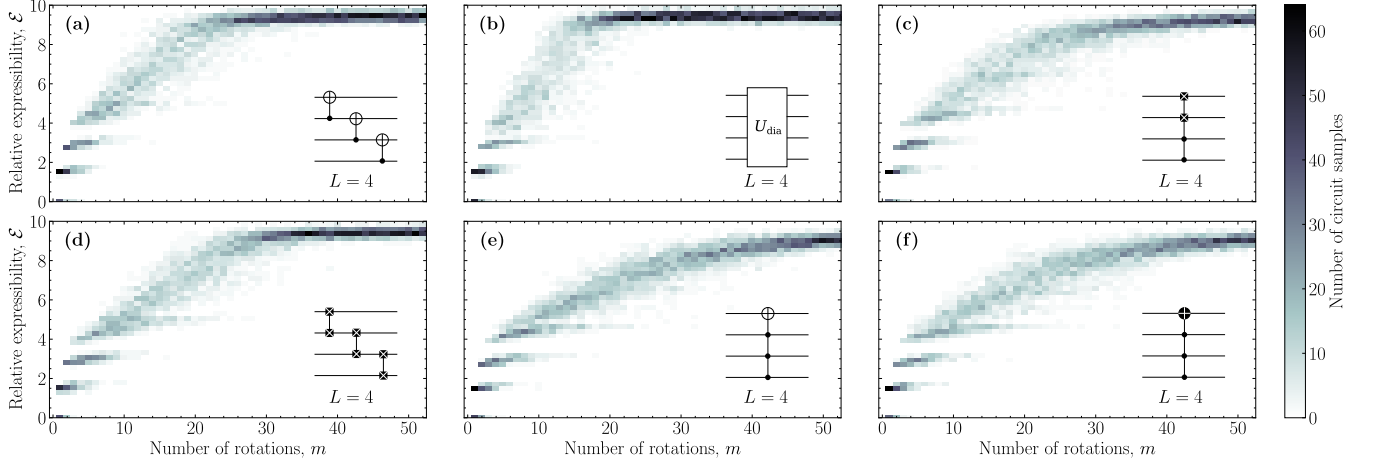 (a)
(b)
(c)
10
8
6
4
2
0
Relative expressibility, ℰ
L = 4
U_dia
L = 4
L = 4
(d)
(e)
(f)
10
8
6
4
2
0
Relative expressibility, ℰ
L = 4
L = 4
L = 4
0 10 20 30 40 50
0 10 20 30 40 50
0 10 20 30 40 50
Number of rotations, m
Number of rotations, m
Number of rotations, m
60
50
40
30
20
10
0
Number of circuit samples